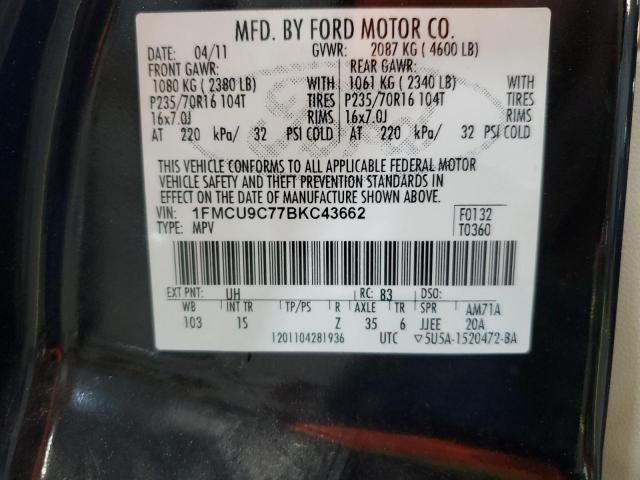 MFD. BY FORD MOTOR CO.
DATE: 04/11 GVWR: 2087 KG ( 4600 LB)
FRONT GAWR: REAR GAWR:
1080 KG ( 2380 LB) WITH 1061 KG ( 2340 LB) WITH
P235/70R16 104T TIRES P235/70R16 104T TIRES
16x7.0J RIMS 16x7.0J RIMS
AT 220 kPa/ 32 PSI COLD AT 220 kPa/ 32 PSI COLD
THIS VEHICLE CONFORMS TO ALL APPLICABLE FEDERAL MOTOR
VEHICLE SAFETY AND THEFT PREVENTION STANDARDS IN
EFFECT ON THE DATE OF MANUFACTURE SHOWN ABOVE.
VIN: 1FMCU9C77BKC43662 F0132
TYPE: MPV T0360
EXT PNT: UH RC: 83 DSO:
WB INT TR TP/PS R AXLE TR SPR AM71A
103 1S Z 35 6 JJEE 20A
1201104281936 UTC ▽5U5A-1520472-BA